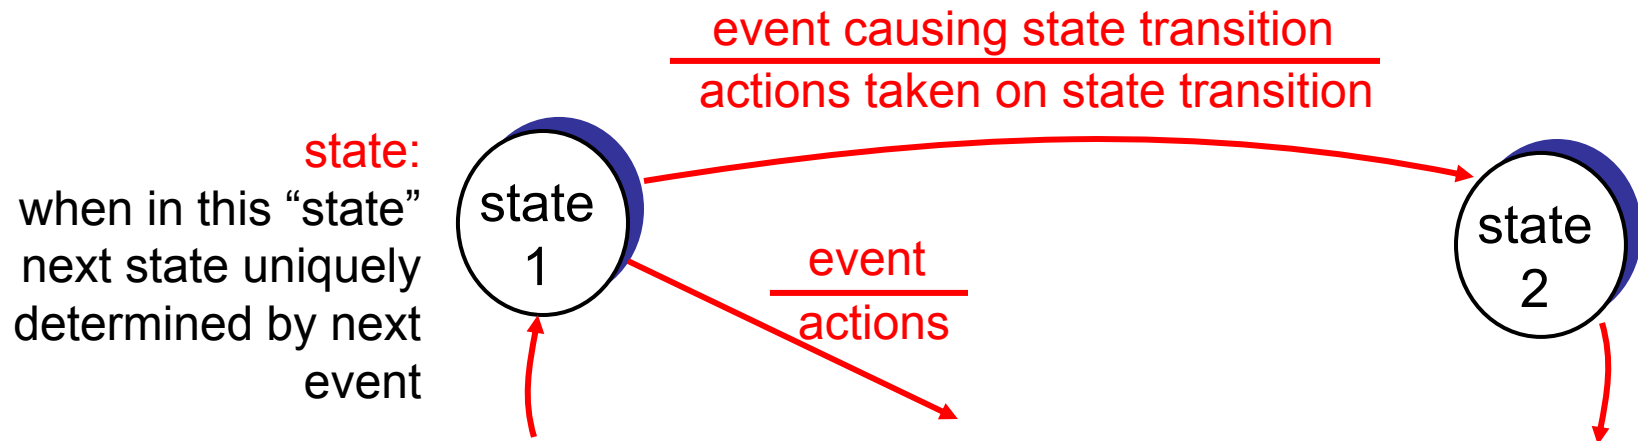 event causing state transition
actions taken on state transition
state:
when in this “state”
next state uniquely
determined by next
event
state
1
event
actions
state
2